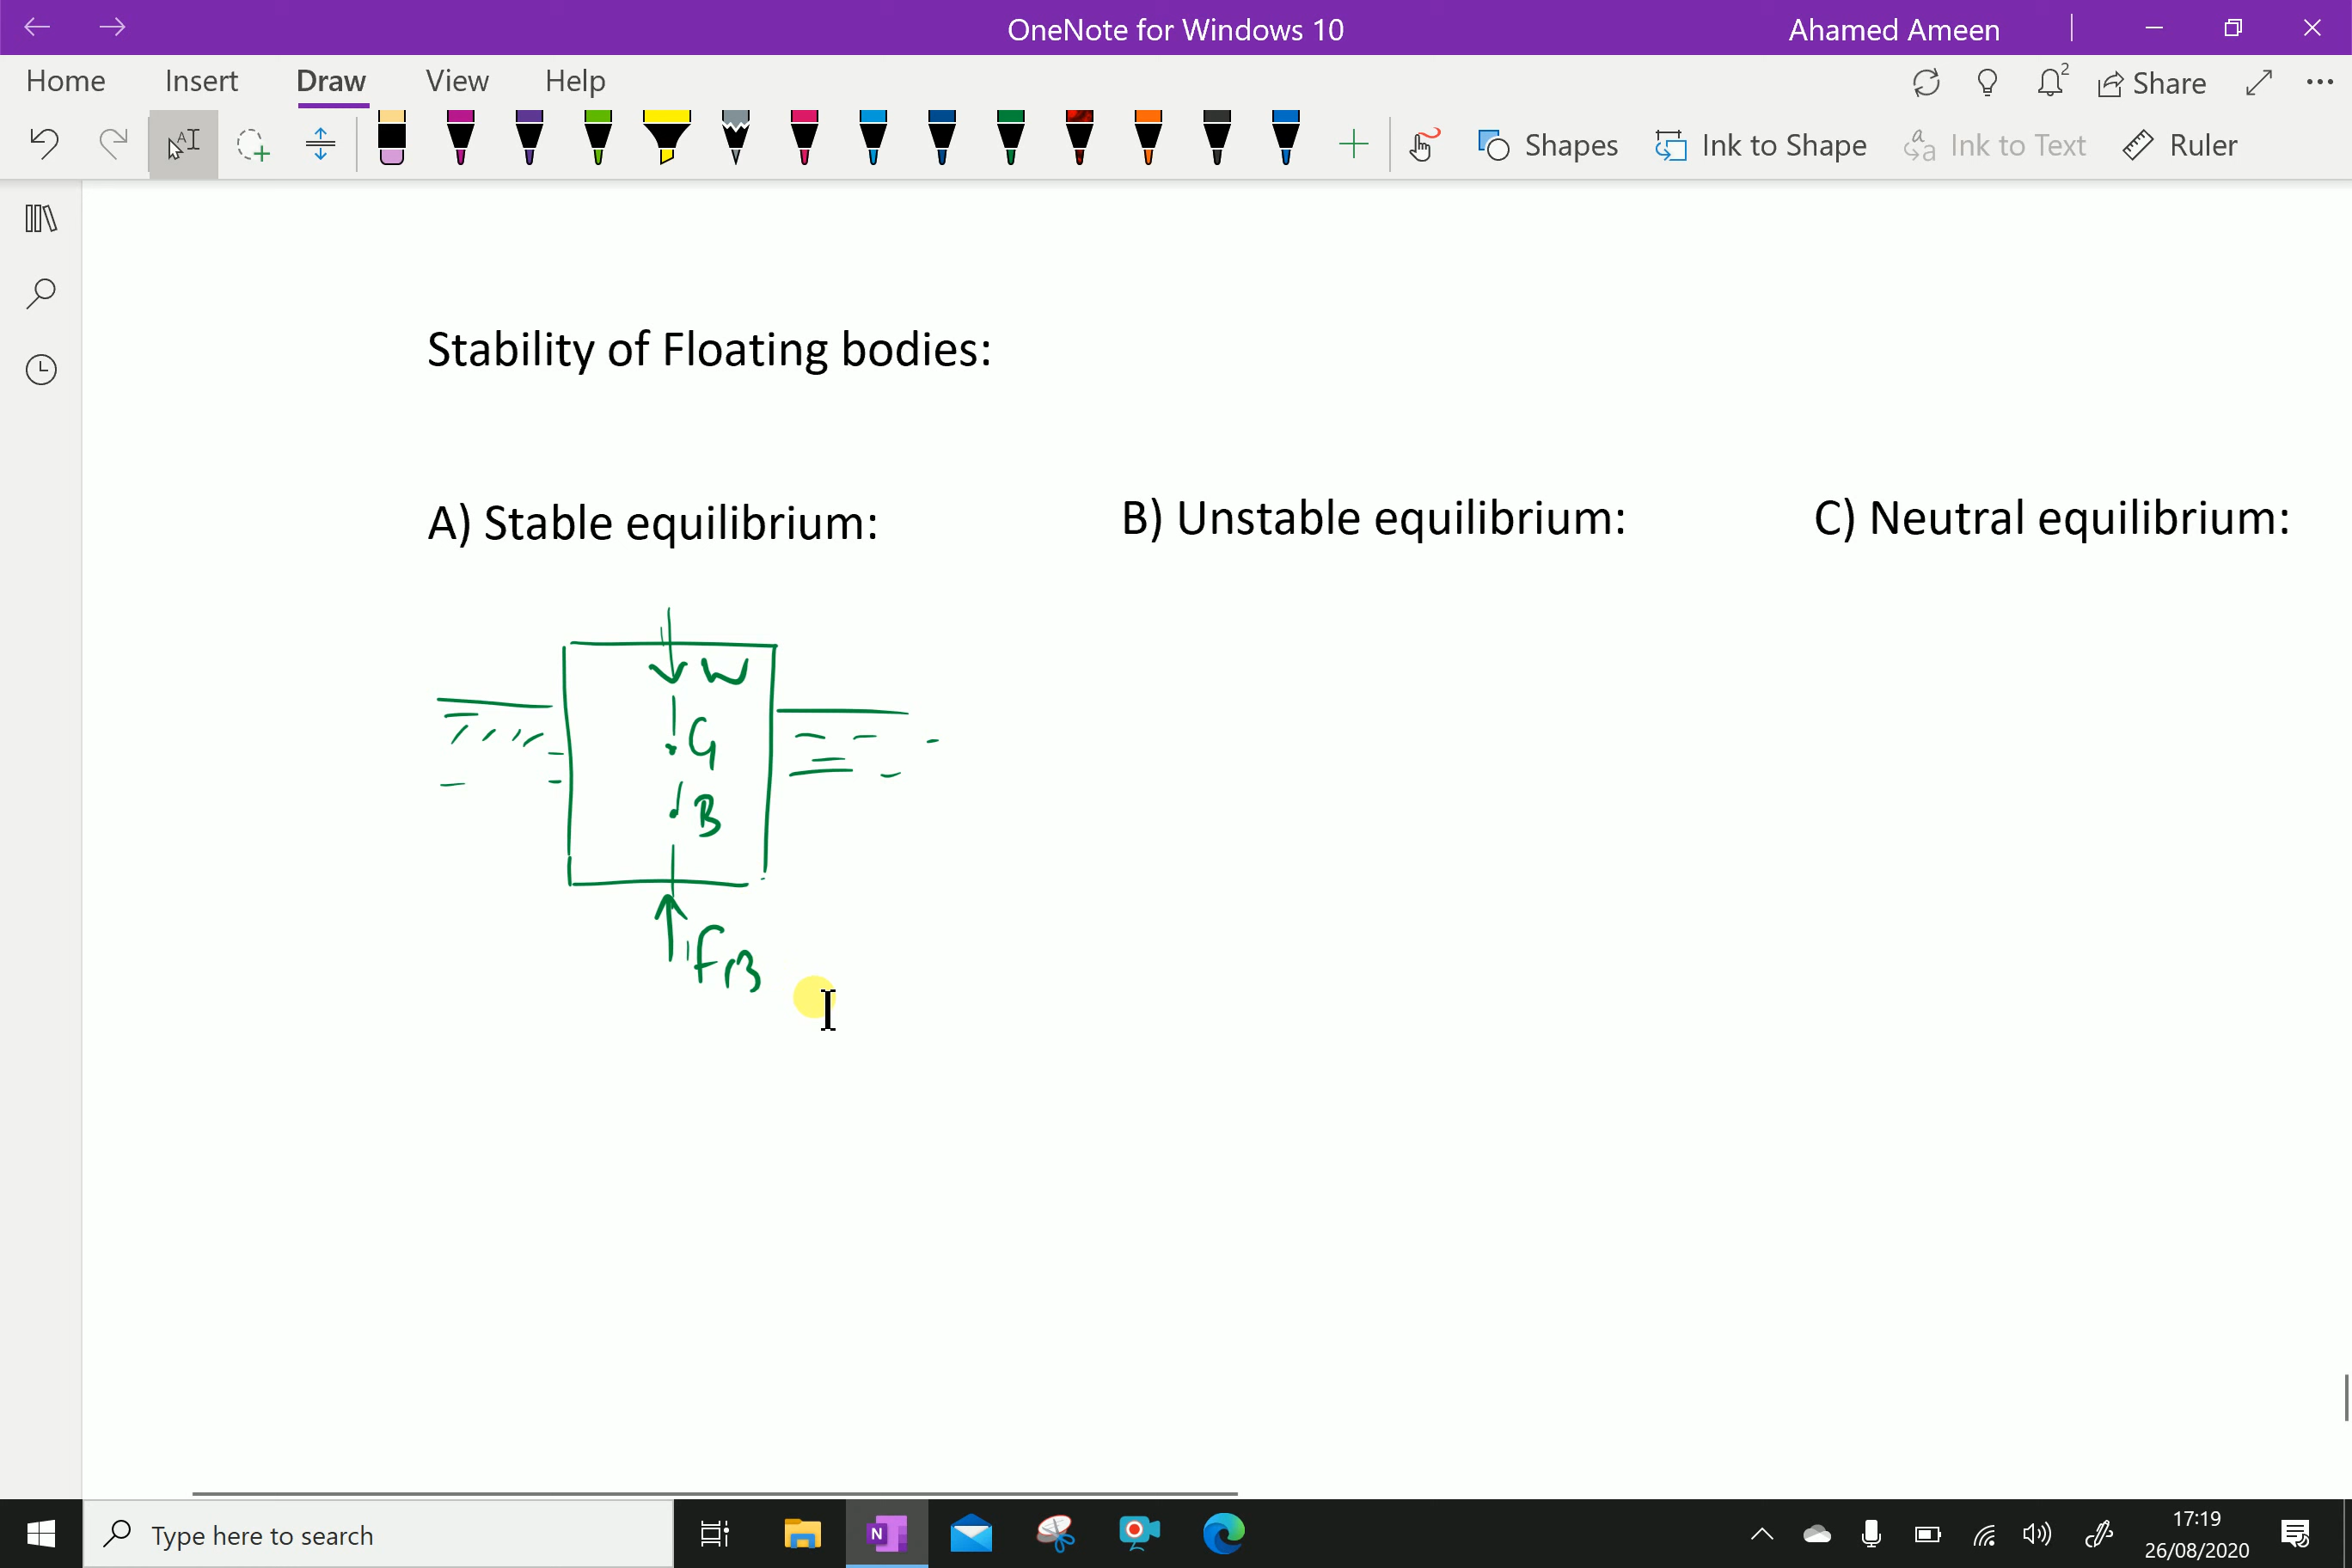 OneNote for Windows 10
Ahamed Ameen
Home Insert Draw View Help
2
Share
Shapes
Ink to Shape
Ink to Text
Ruler
Stability of Floating bodies:
A) Stable equilibrium:
B) Unstable equilibrium:
C) Neutral equilibrium:
W
G
B
FB
Type here to search
17:19
26/08/2020